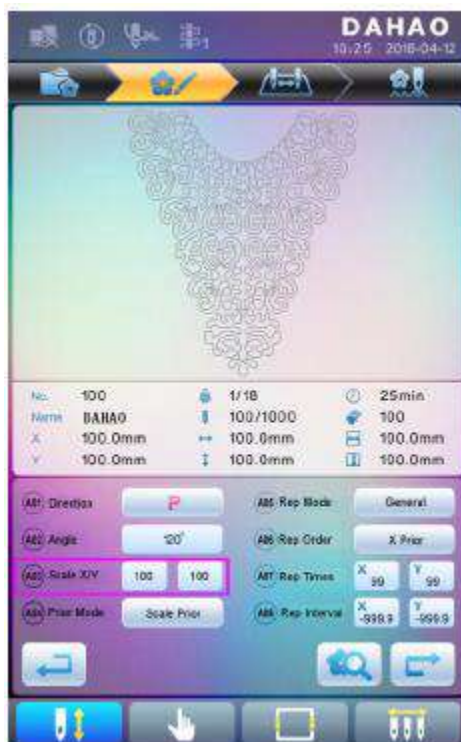 DAHAO
10:25 2016-04-12
No. 100 1/18 25min
Name DAHAO 100/1000 100
X 100.0mm 100.0mm 100.0mm
Y 100.0mm 100.0mm 100.0mm
A01 Direction P A05 Rep Mode General
A02 Angle 120° A06 Rep Order X Prior
A03 Scale X/Y 100 100 A07 Rep Times X 99 Y 99
A04 Prior Mode Scale Prior A08 Rep Interval X -999.9 Y -999.9